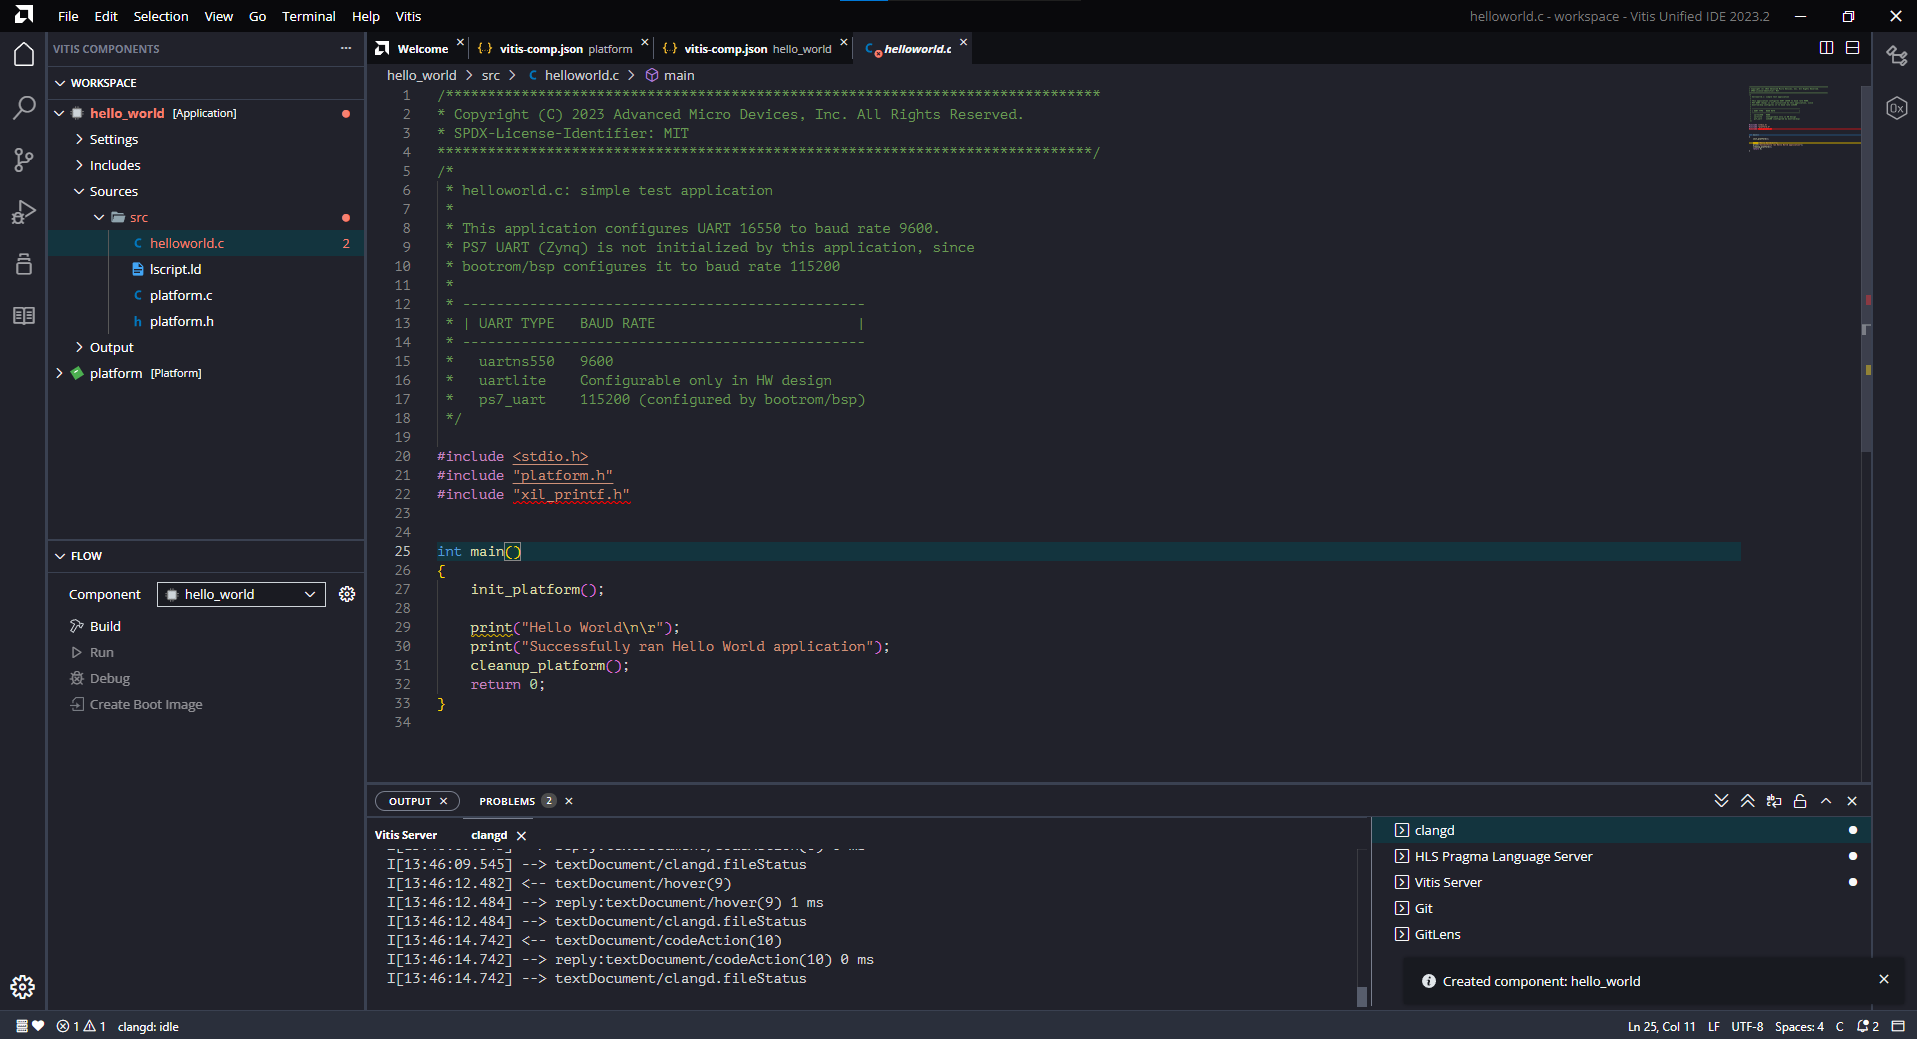 File Edit Selection View Go Terminal Help Vitis
helloworld.c - workspace - Vitis Unified IDE 2023.2
VITIS COMPONENTS
WORKSPACE
hello_world [Application]
Settings
Includes
Sources
src
helloworld.c 2
lscript.ld
platform.c
platform.h
Output
platform [Platform]
FLOW
Component hello_world
Build
Run
Debug
Create Boot Image
Welcome
vitis-comp.json platform
vitis-comp.json hello_world
helloworld.c
hello_world > src > C helloworld.c > main
1 /******************************************************************************
2 * Copyright (C) 2023 Advanced Micro Devices, Inc. All Rights Reserved.
3 * SPDX-License-Identifier: MIT
4 ******************************************************************************/
5 /*
6 * helloworld.c: simple test application
7 *
8 * This application configures UART 16550 to baud rate 9600.
9 * PS7 UART (Zynq) is not initialized by this application, since
10 * bootrom/bsp configures it to baud rate 115200
11 *
12 * ------------------------------------------------
13 * | UART TYPE   BAUD RATE                        |
14 * ------------------------------------------------
15 *   uartns550   9600
16 *   uartlite    Configurable only in HW design
17 *   ps7_uart    115200 (configured by bootrom/bsp)
18 */
19
20 #include <stdio.h>
21 #include "platform.h"
22 #include "xil_printf.h"
23
24
25 int main()
26 {
27     init_platform();
28
29     print("Hello World\n\r");
30     print("Successfully ran Hello World application");
31     cleanup_platform();
32     return 0;
33 }
34
OUTPUT
PROBLEMS 2
Vitis Server
clangd
I[13:46:09.545] --> textDocument/clangd.fileStatus
I[13:46:12.482] <-- textDocument/hover(9)
I[13:46:12.484] --> reply:textDocument/hover(9) 1 ms
I[13:46:12.484] --> textDocument/clangd.fileStatus
I[13:46:14.742] <-- textDocument/codeAction(10)
I[13:46:14.742] --> reply:textDocument/codeAction(10) 0 ms
I[13:46:14.742] --> textDocument/clangd.fileStatus
clangd
HLS Pragma Language Server
Vitis Server
Git
GitLens
Created component: hello_world
1 1 clangd: idle
Ln 25, Col 11 LF UTF-8 Spaces: 4 C 2